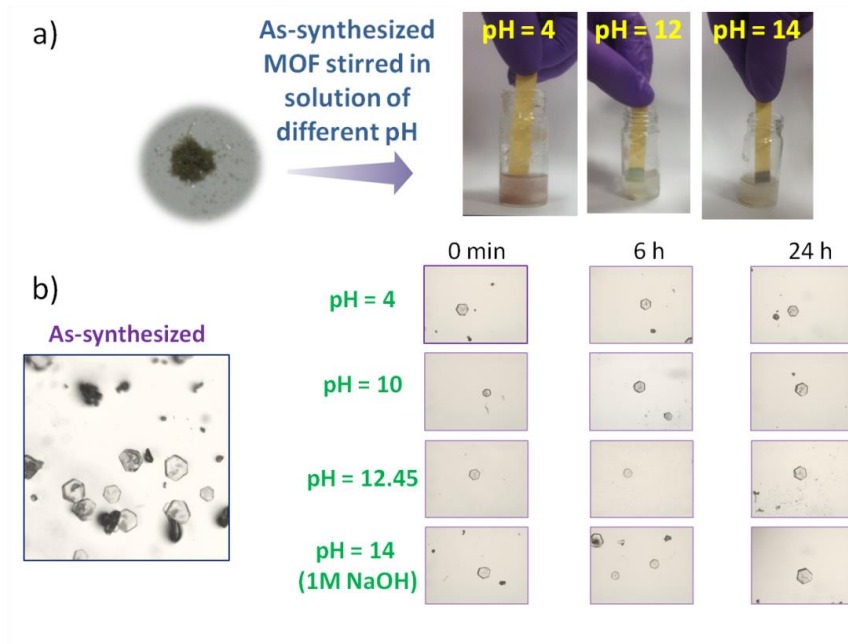 a)
As-synthesized
MOF stirred in
solution of
different pH
pH = 4
pH = 12
pH = 14
b)
As-synthesized
0 min
6 h
24 h
pH = 4
pH = 10
pH = 12.45
pH = 14
(1M NaOH)